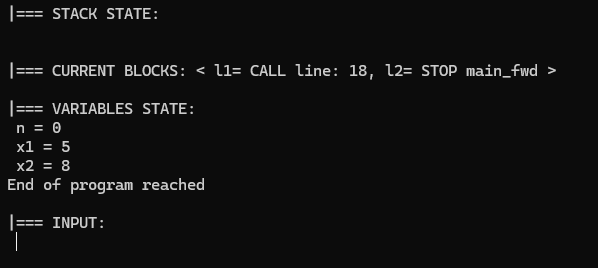 |=== STACK STATE:
|=== CURRENT BLOCKS: < l1= CALL line: 18, l2= STOP main_fwd >
|=== VARIABLES STATE:
n = 0
x1 = 5
x2 = 8
End of program reached
|=== INPUT: